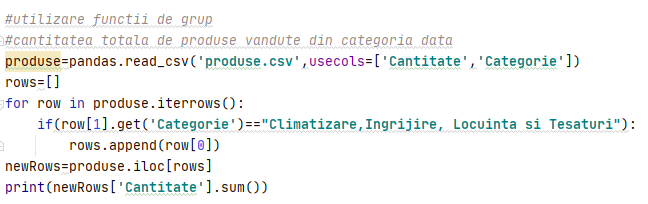 #utilizare functii de grup
#cantitatea totala de produse vandute din categoria data
produse=pandas.read_csv('produse.csv',usecols=['Cantitate','Categorie'])
rows=[]
for row in produse.iterrows():
    if(row[1].get('Categorie')=="Climatizare,Ingrijire, Locuinta si Tesaturi"):
        rows.append(row[0])
newRows=produse.iloc[rows]
print(newRows['Cantitate'].sum())